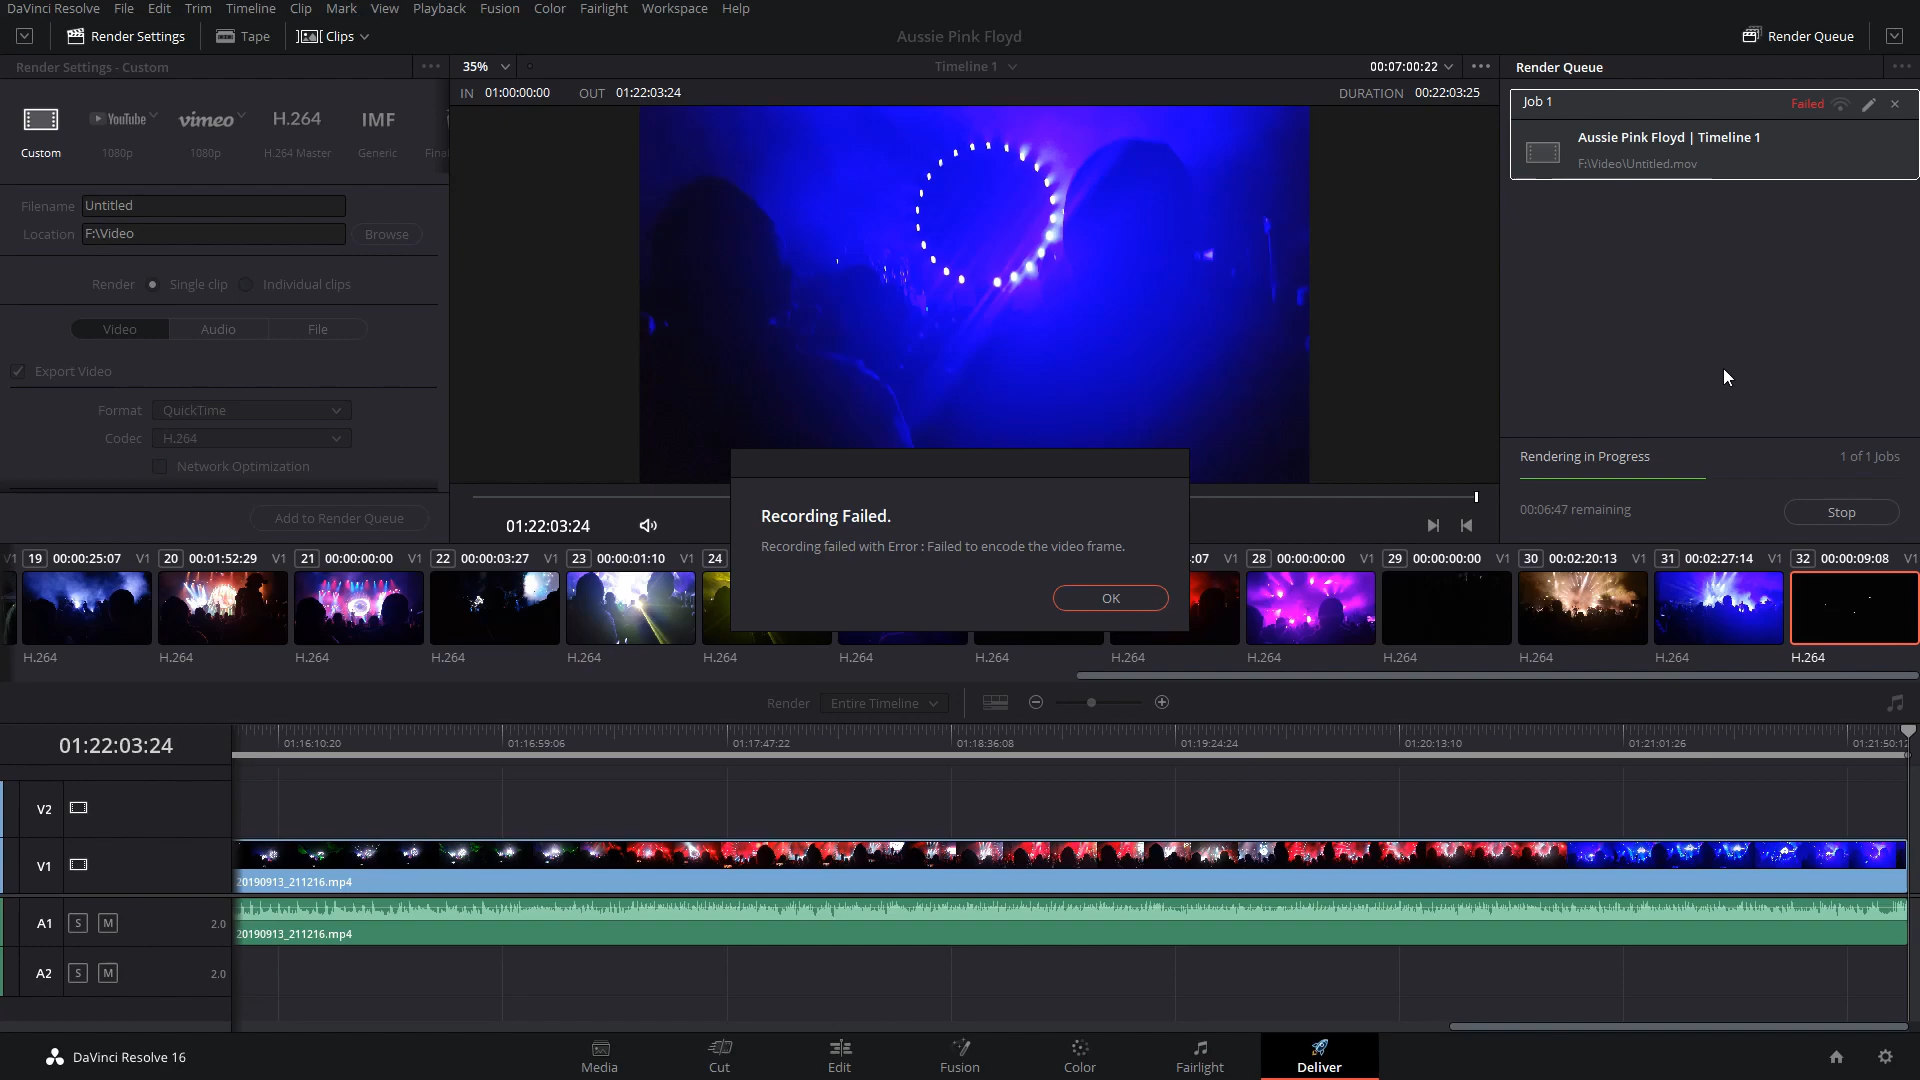 DaVinci Resolve File Edit Trim Timeline Clip Mark View Playback Fusion Color Fairlight Workspace Help
Render Settings Tape Clips Aussie Pink Floyd Render Queue
Render Settings - Custom
35% Timeline 1 00:07:00:22
Render Queue
IN 01:00:00:00 OUT 01:22:03:24 DURATION 00:22:03:25
YouTube vimeo H.264 IMF
Custom 1080p 1080p H.264 Master Generic Fina
Job 1 Failed
Aussie Pink Floyd | Timeline 1
F:\Video\Untitled.mov
Filename Untitled
Location F:\Video Browse
Render Single clip Individual clips
Video Audio File
Export Video
Format QuickTime
Codec H.264
Network Optimization
Add to Render Queue
Rendering in Progress 1 of 1 Jobs
00:06:47 remaining Stop
01:22:03:24
Recording Failed.
Recording failed with Error : Failed to encode the video frame.
OK
V1 19 00:00:25:07 V1 20 00:01:52:29 V1 21 00:00:00:00 V1 22 00:00:03:27 V1 23 00:00:01:10 V1 24 :07 V1 28 00:00:00:00 V1 29 00:00:00:00 V1 30 00:02:20:13 V1 31 00:02:27:14 V1 32 00:00:09:08 V1
H.264 H.264 H.264 H.264 H.264 H.264 H.264 H.264 H.264 H.264 H.264 H.264 H.264 H.264
Render Entire Timeline
01:22:03:24
01:16:10:20 01:16:59:06 01:17:47:22 01:18:36:08 01:19:24:24 01:20:13:10 01:21:01:26 01:21:50:12
V2
V1
20190913_211216.mp4
A1 S M 2.0
20190913_211216.mp4
A2 S M 2.0
DaVinci Resolve 16
Media Cut Edit Fusion Color Fairlight Deliver